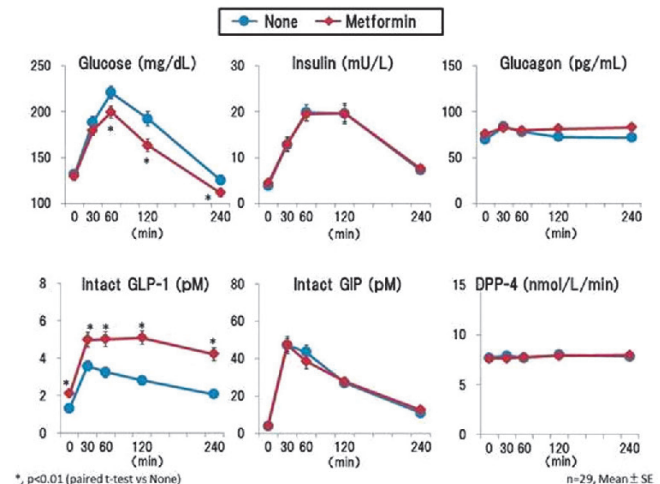 None Metformin
Glucose (mg/dL) Insulin (mU/L) Glucagon (pg/mL)
250 30 150
200 20 100
150 10 50
100 0 0
* * *
0 30 60 120 240 0 30 60 120 240 0 30 60 120 240
(min) (min) (min)
Intact GLP-1 (pM) Intact GIP (pM) DPP-4 (nmol/L/min)
8 80 15
6 60 10
4 40 5
2 20 0
0 0
* * * * *
0 30 60 120 240 0 30 60 120 240 0 30 60 120 240
(min) (min) (min)
*, p<0.01 (paired t-test vs None) n=29, Mean± SE